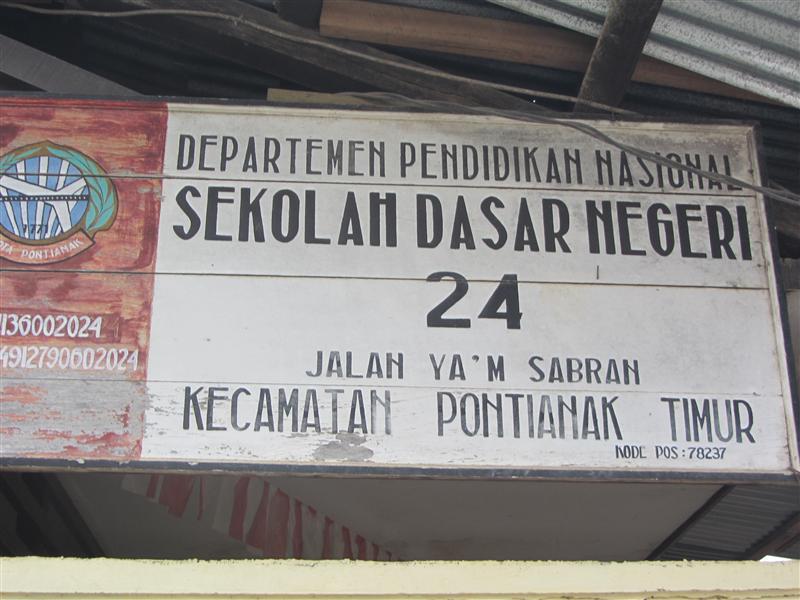 DEPARTEMEN PENDIDIKAN NASIONAL
SEKOLAH DASAR NEGERI
24
JALAN YA'M SABRAN
KECAMATAN PONTIANAK TIMUR
KODE POS : 78237
1771
PONTIANAK
136002024
4912790602024